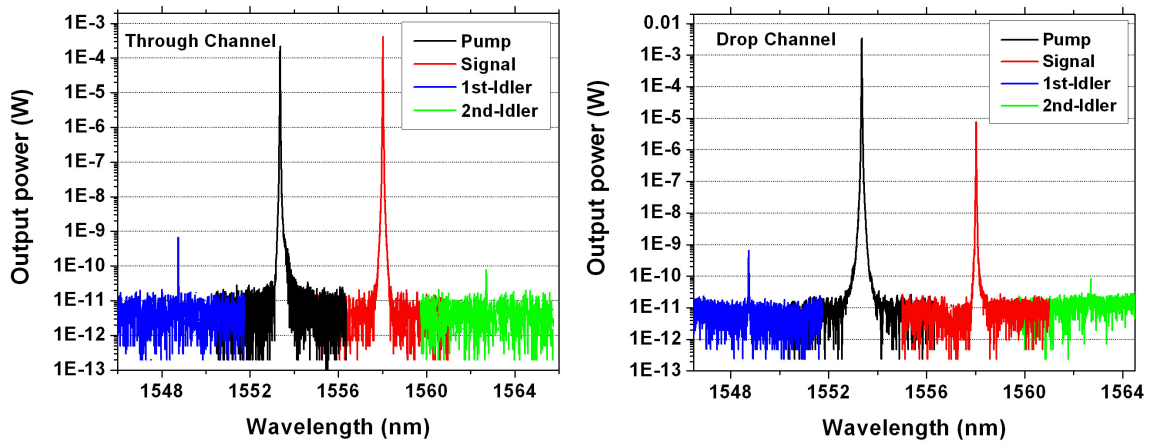 Through Channel
Pump
Signal
1st-Idler
2nd-Idler
1E-3
1E-4
1E-5
1E-6
1E-7
1E-8
1E-9
1E-10
1E-11
1E-12
1E-13
Output power (W)
1548 1552 1556 1560 1564
Wavelength (nm)
Drop Channel
Pump
Signal
1st-Idler
2nd-Idler
0.01
1E-3
1E-4
1E-5
1E-6
1E-7
1E-8
1E-9
1E-10
1E-11
1E-12
1E-13
Output power (W)
1548 1552 1556 1560 1564
Wavelength (nm)